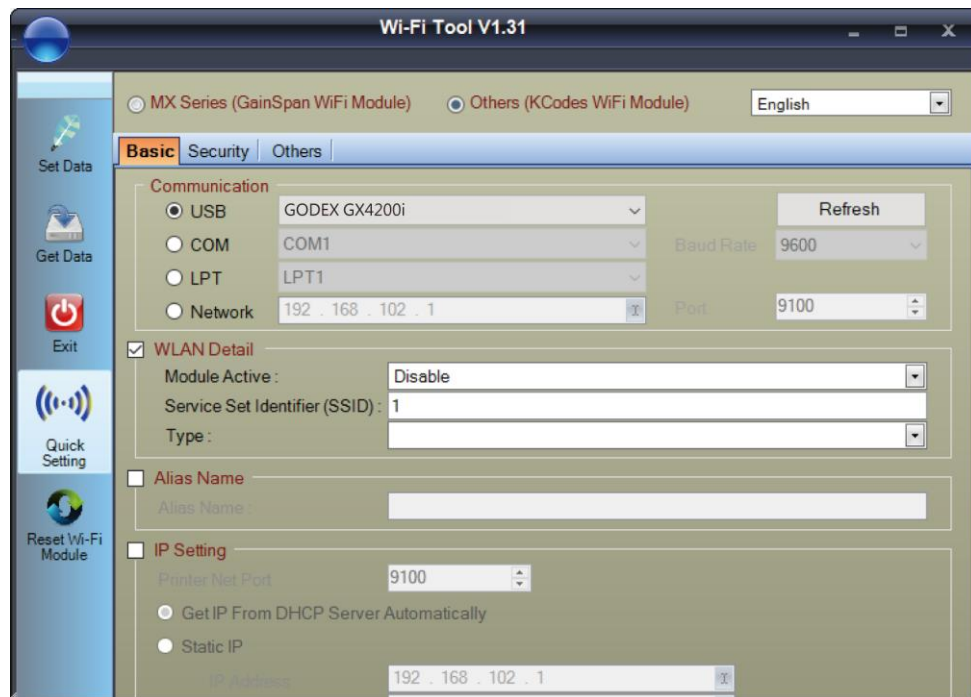 Wi-Fi Tool V1.31
MX Series (GainSpan WiFi Module) Others (KCodes WiFi Module) English
Set Data
Get Data
Exit
Quick Setting
Reset Wi-Fi Module
Basic Security Others
Communication
USB GODEX GX4200i Refresh
COM COM1 Baud Rate 9600
LPT LPT1
Network 192 . 168 . 102 . 1 Port 9100
WLAN Detail
Module Active : Disable
Service Set Identifier (SSID) : 1
Type :
Alias Name
Alias Name :
IP Setting
Printer Net Port 9100
Get IP From DHCP Server Automatically
Static IP
IP Address 192 . 168 . 102 . 1